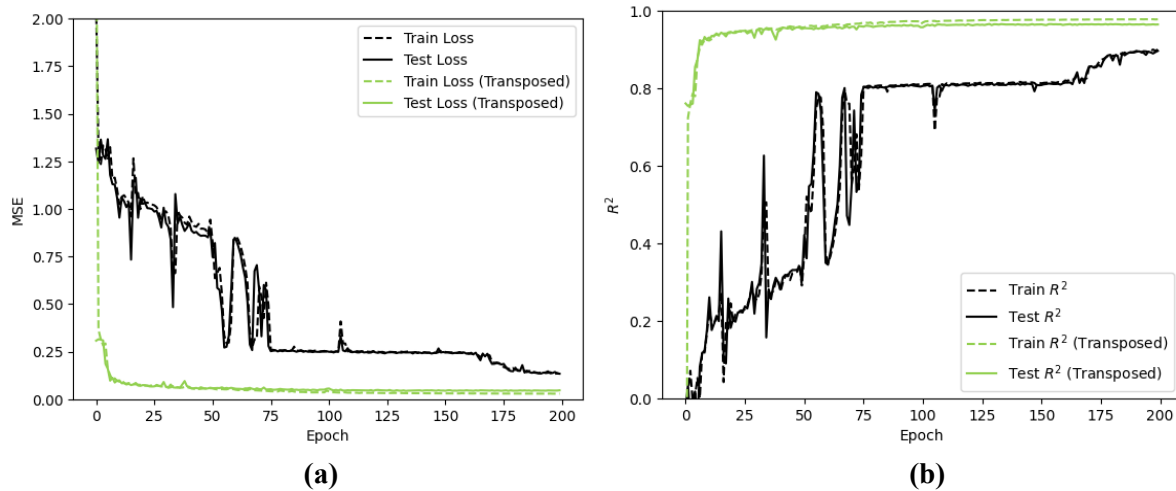 2.00
1.75
1.50
1.25
1.00
0.75
0.50
0.25
0.00
MSE
0 25 50 75 100 125 150 175 200
Epoch
Train Loss
Test Loss
Train Loss (Transposed)
Test Loss (Transposed)
(a)
1.0
0.8
0.6
0.4
0.2
0.0
R²
0 25 50 75 100 125 150 175 200
Epoch
Train R²
Test R²
Train R² (Transposed)
Test R² (Transposed)
(b)